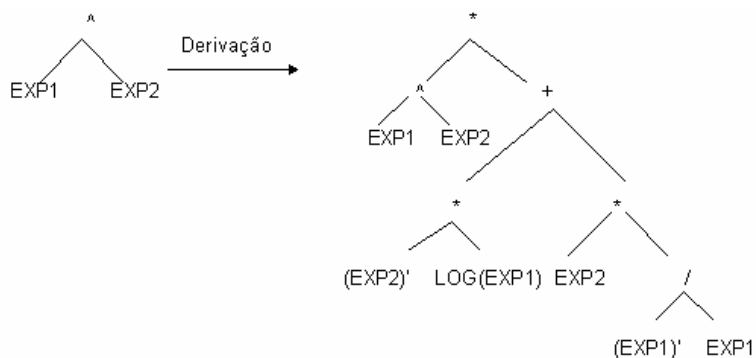 ^ *
Derivação
EXP1 EXP2 ^ +
EXP1 EXP2
* *
(EXP2)' LOG(EXP1) EXP2 /
(EXP1)' EXP1